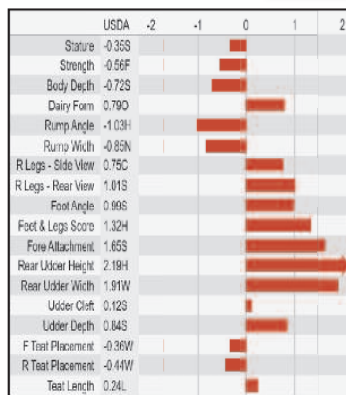 USDA -2 -1 0 1 2
Stature -0.35S
Strength -0.56F
Body Depth -0.72S
Dairy Form 0.79O
Rump Angle -1.03H
Rump Width -0.85N
R Legs - Side View 0.75C
R Legs - Rear View 1.01S
Foot Angle 0.99S
Feet & Legs Score 1.32H
Fore Attachment 1.65S
Rear Udder Height 2.19H
Rear Udder Width 1.91W
Udder Cleft 0.12S
Udder Depth 0.84S
F Teat Placement -0.36W
R Teat Placement -0.44W
Teat Length 0.24L